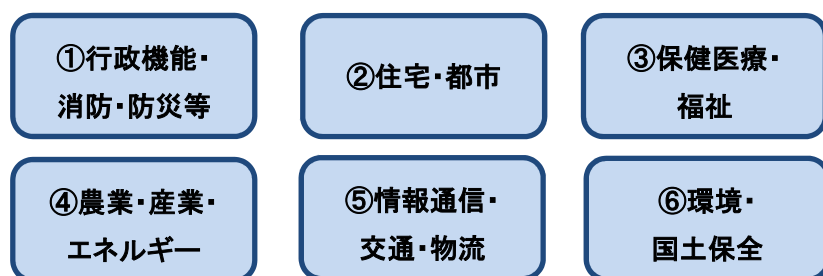 ①行政機能・
消防・防災等
②住宅・都市
③保健医療・
福祉
④農業・産業・
エネルギー
⑤情報通信・
交通・物流
⑥環境・
国土保全